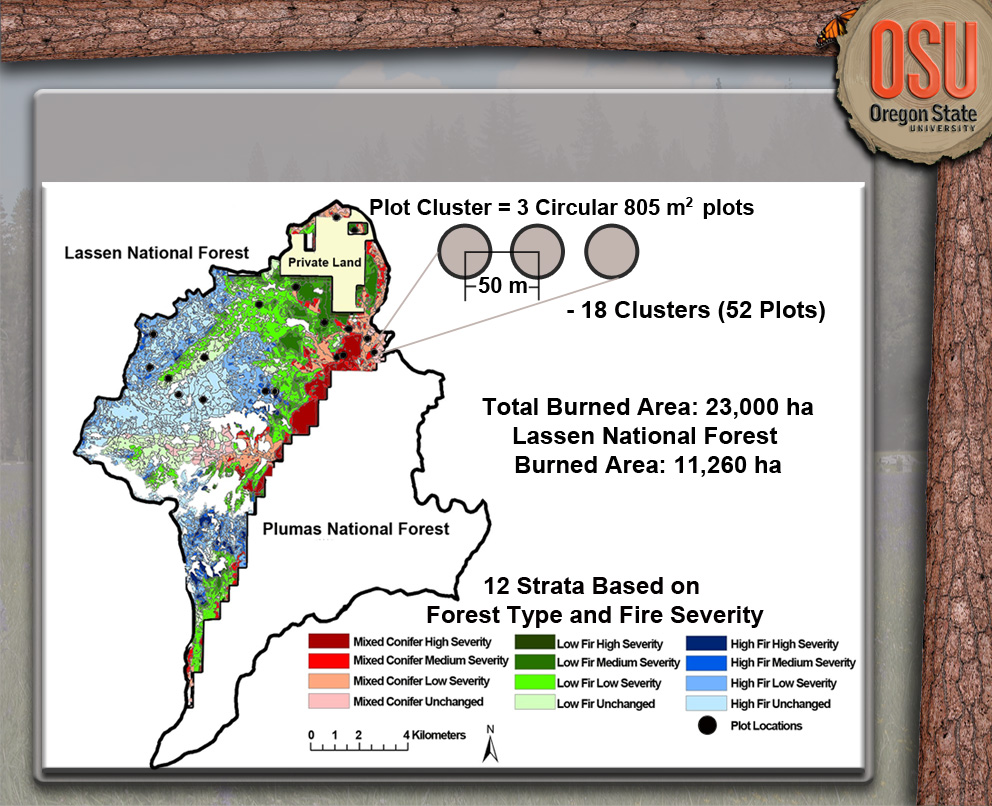 OSU
Oregon State
UNIVERSITY
Plot Cluster = 3 Circular 805 m² plots
Lassen National Forest
Private Land
50 m
- 18 Clusters (52 Plots)
Total Burned Area: 23,000 ha
Lassen National Forest
Burned Area: 11,260 ha
Plumas National Forest
12 Strata Based on
Forest Type and Fire Severity
Mixed Conifer High Severity
Mixed Conifer Medium Severity
Mixed Conifer Low Severity
Mixed Conifer Unchanged
Low Fir High Severity
Low Fir Medium Severity
Low Fir Low Severity
Low Fir Unchanged
High Fir High Severity
High Fir Medium Severity
High Fir Low Severity
High Fir Unchanged
Plot Locations
0 1 2 4 Kilometers
N